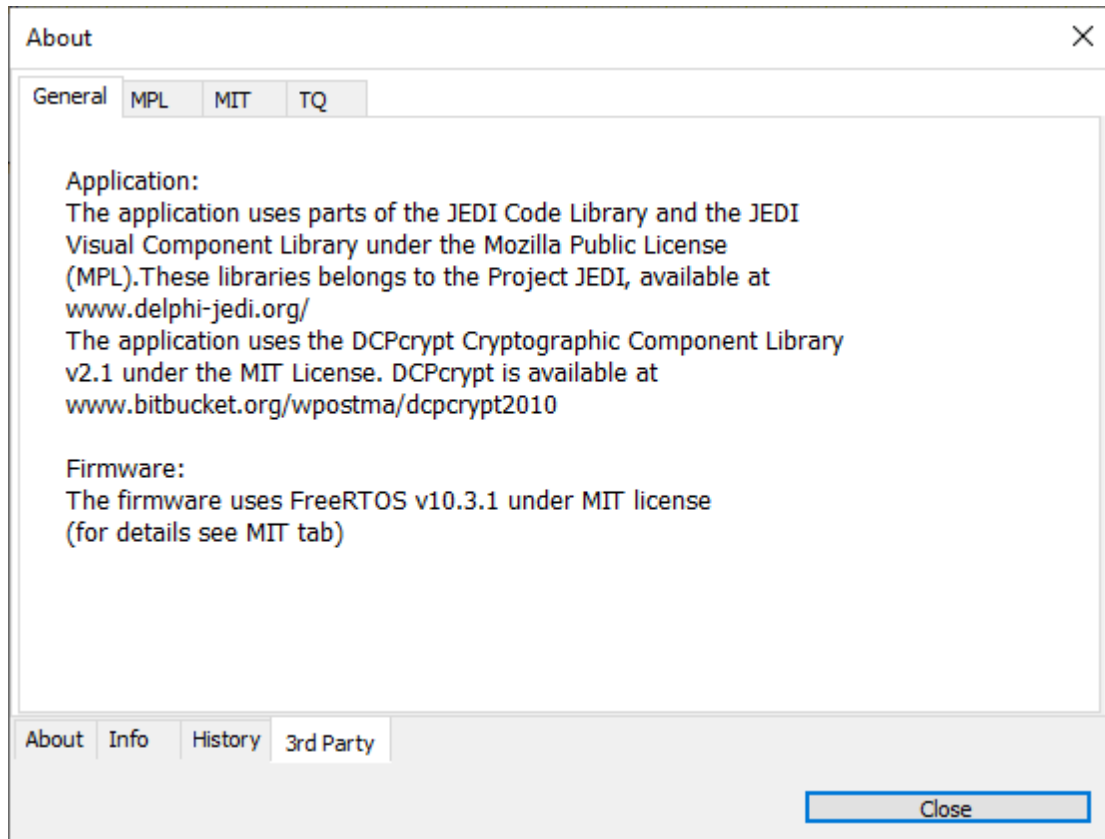 About
General MPL MIT TQ
Application:
The application uses parts of the JEDI Code Library and the JEDI
Visual Component Library under the Mozilla Public License
(MPL).These libraries belongs to the Project JEDI, available at
www.delphi-jedi.org/
The application uses the DCPcrypt Cryptographic Component Library
v2.1 under the MIT License. DCPcrypt is available at
www.bitbucket.org/wpostma/dcpcrypt2010
Firmware:
The firmware uses FreeRTOS v10.3.1 under MIT license
(for details see MIT tab)
About Info History 3rd Party
Close